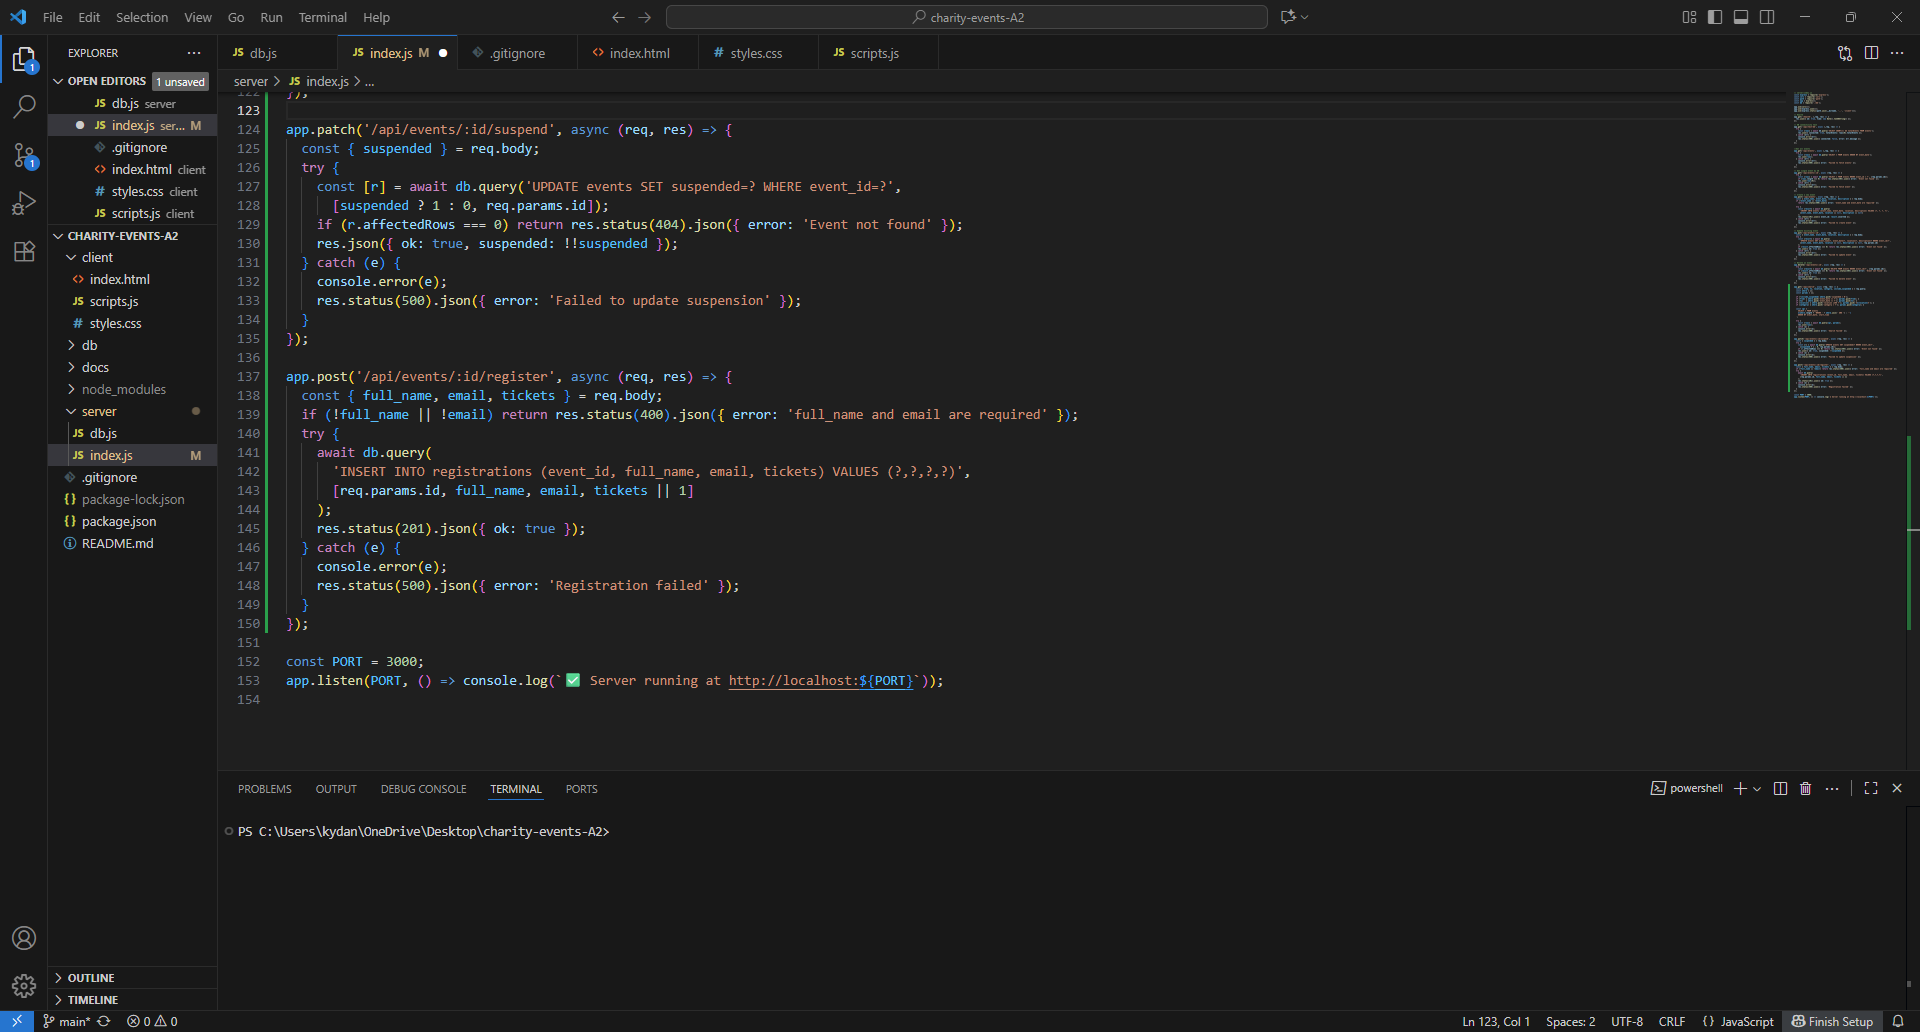 File Edit Selection View Go Run Terminal Help
charity-events-A2
EXPLORER
OPEN EDITORS 1 unsaved
JS db.js server
JS index.js ser... M
.gitignore
<> index.html client
# styles.css client
JS scripts.js client
CHARITY-EVENTS-A2
client
<> index.html
JS scripts.js
# styles.css
db
docs
node_modules
server
JS db.js
JS index.js M
.gitignore
{} package-lock.json
{} package.json
README.md
OUTLINE
TIMELINE
JS db.js
JS index.js M
.gitignore
<> index.html
# styles.css
JS scripts.js
server > JS index.js > ...
122 });
123
124 app.patch('/api/events/:id/suspend', async (req, res) => {
125 const { suspended } = req.body;
126 try {
127 const [r] = await db.query('UPDATE events SET suspended=? WHERE event_id=?',
128 [suspended ? 1 : 0, req.params.id]);
129 if (r.affectedRows === 0) return res.status(404).json({ error: 'Event not found' });
130 res.json({ ok: true, suspended: !!suspended });
131 } catch (e) {
132 console.error(e);
133 res.status(500).json({ error: 'Failed to update suspension' });
134 }
135 });
136
137 app.post('/api/events/:id/register', async (req, res) => {
138 const { full_name, email, tickets } = req.body;
139 if (!full_name || !email) return res.status(400).json({ error: 'full_name and email are required' });
140 try {
141 await db.query(
142 'INSERT INTO registrations (event_id, full_name, email, tickets) VALUES (?,?,?,?)',
143 [req.params.id, full_name, email, tickets || 1]
144 );
145 res.status(201).json({ ok: true });
146 } catch (e) {
147 console.error(e);
148 res.status(500).json({ error: 'Registration failed' });
149 }
150 });
151
152 const PORT = 3000;
153 app.listen(PORT, () => console.log(`✅ Server running at http://localhost:${PORT}`));
154
PROBLEMS OUTPUT DEBUG CONSOLE TERMINAL PORTS
powershell
PS C:\Users\kydan\OneDrive\Desktop\charity-events-A2>
main* 0 0
Ln 123, Col 1 Spaces: 2 UTF-8 CRLF {} JavaScript Finish Setup